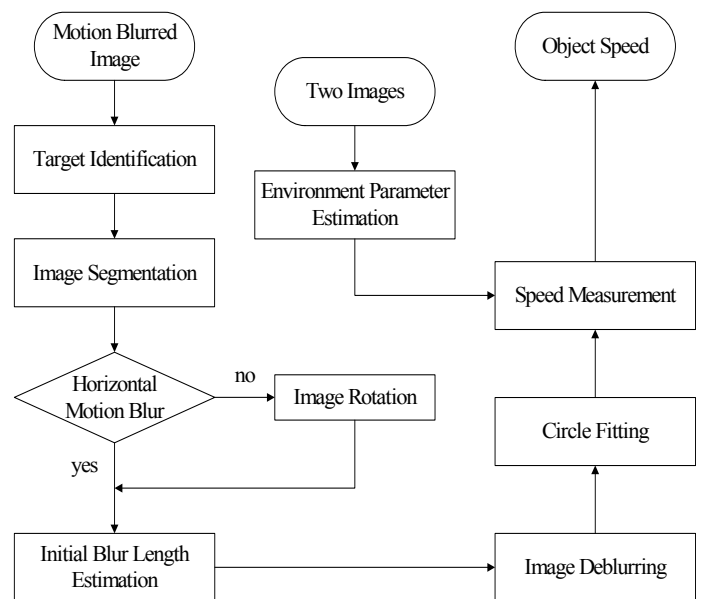 Motion Blurred
Image
Target Identification
Image Segmentation
Horizontal
Motion Blur
no
Image Rotation
yes
Initial Blur Length
Estimation
Two Images
Environment Parameter
Estimation
Object Speed
Speed Measurement
Circle Fitting
Image Deblurring